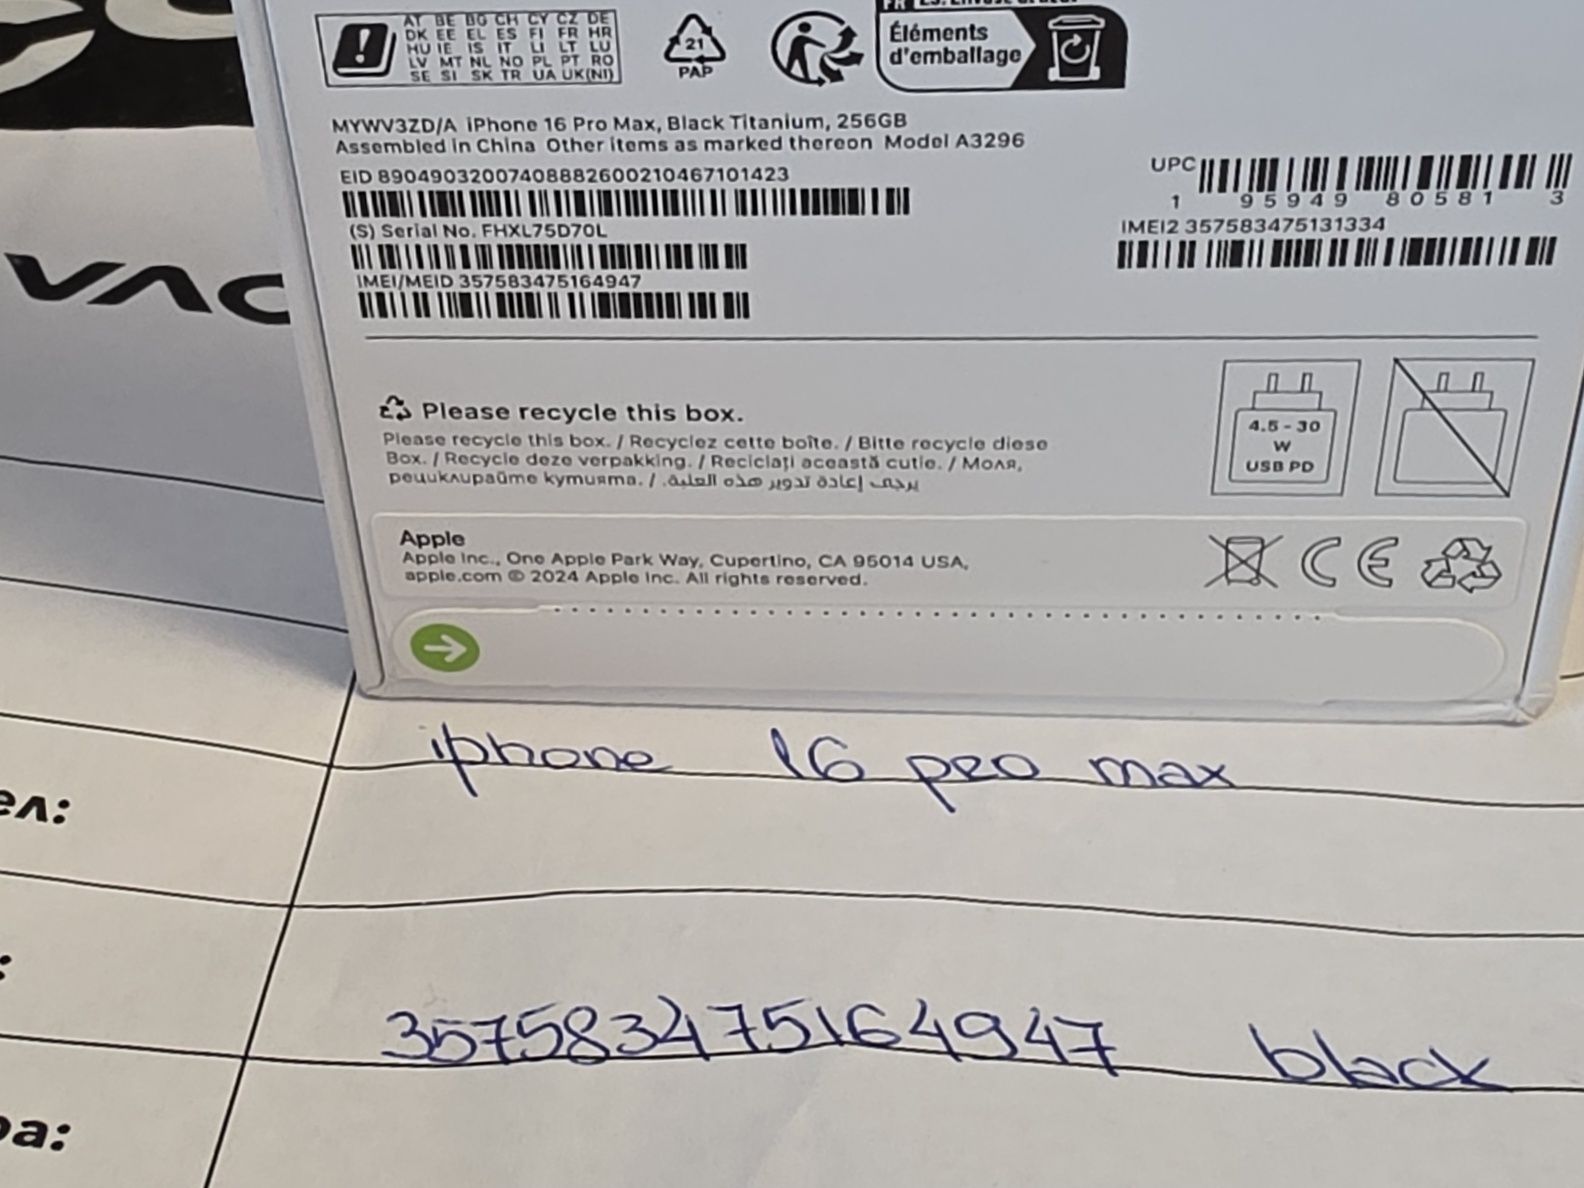 AT BE BG CH CY CZ DE
DK EE EL ES FI FR HR
HU IE IS IT LI LT LU
LV MT NL NO PL PT RO
SE SI SK TR UA UK(NI)
21
PAP
Éléments
d'emballage
MYWV3ZD/A iPhone 16 Pro Max, Black Titanium, 256GB
Assembled in China Other items as marked thereon Model A3296
EID 89049032007408882600210467101423
UPC
1 95949 80581 3
(S) Serial No. FHXL75D70L
IMEI2 357583475131334
IMEI/MEID 357583475164947
Please recycle this box.
Please recycle this box. / Recyclez cette boîte. / Bitte recycle diese
Box. / Recycle deze verpakking. / Reciclați această cutie. / Моля,
рециклирайте кутията. / يرجى إعادة تدوير هذه العلبة.
4.5 - 30
W
USB PD
Apple
Apple Inc., One Apple Park Way, Cupertino, CA 95014 USA,
apple.com © 2024 Apple Inc. All rights reserved.
CE
iphone 16 pro max
ел:
357583475164947 black
ра: